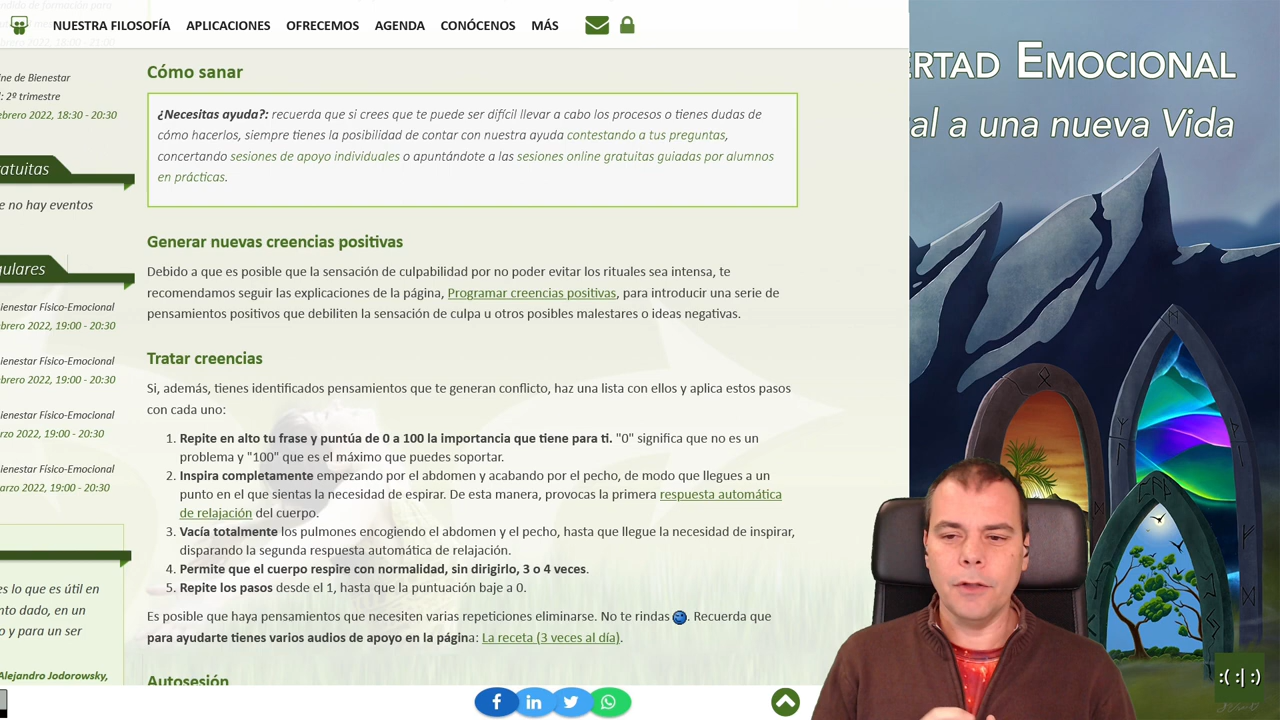 NUESTRA FILOSOFÍA APLICACIONES OFRECEMOS AGENDA CONÓCENOS MÁS
ine de Bienestar
: 2º trimestre
ebrero 2022, 18:30 - 20:30
ratuitas
e no hay eventos
gulares
ienestar Físico-Emocional
ebrero 2022, 19:00 - 20:30
ienestar Físico-Emocional
ebrero 2022, 19:00 - 20:30
ienestar Físico-Emocional
rzo 2022, 19:00 - 20:30
ienestar Físico-Emocional
arzo 2022, 19:00 - 20:30
es lo que es útil en
nto dado, en un
o y para un ser
Alejandro Jodorowsky,
Cómo sanar
¿Necesitas ayuda?: recuerda que si crees que te puede ser difícil llevar a cabo los procesos o tienes dudas de
cómo hacerlos, siempre tienes la posibilidad de contar con nuestra ayuda contestando a tus preguntas,
concertando sesiones de apoyo individuales o apuntándote a las sesiones online gratuitas guiadas por alumnos
en prácticas.
Generar nuevas creencias positivas
Debido a que es posible que la sensación de culpabilidad por no poder evitar los rituales sea intensa, te
recomendamos seguir las explicaciones de la página, Programar creencias positivas, para introducir una serie de
pensamientos positivos que debiliten la sensación de culpa u otros posibles malestares o ideas negativas.
Tratar creencias
Si, además, tienes identificados pensamientos que te generan conflicto, haz una lista con ellos y aplica estos pasos
con cada uno:
1. Repite en alto tu frase y puntúa de 0 a 100 la importancia que tiene para ti. "0" significa que no es un
problema y "100" que es el máximo que puedes soportar.
2. Inspira completamente empezando por el abdomen y acabando por el pecho, de modo que llegues a un
punto en el que sientas la necesidad de espirar. De esta manera, provocas la primera respuesta automática
de relajación del cuerpo.
3. Vacía totalmente los pulmones encogiendo el abdomen y el pecho, hasta que llegue la necesidad de inspirar,
disparando la segunda respuesta automática de relajación.
4. Permite que el cuerpo respire con normalidad, sin dirigirlo, 3 o 4 veces.
5. Repite los pasos desde el 1, hasta que la puntuación baje a 0.
Es posible que haya pensamientos que necesiten varias repeticiones eliminarse. No te rindas . Recuerda que
para ayudarte tienes varios audios de apoyo en la página: La receta (3 veces al día).
Autosesión
ERTAD EMOCIONAL
al a una nueva Vida
:( :| :)